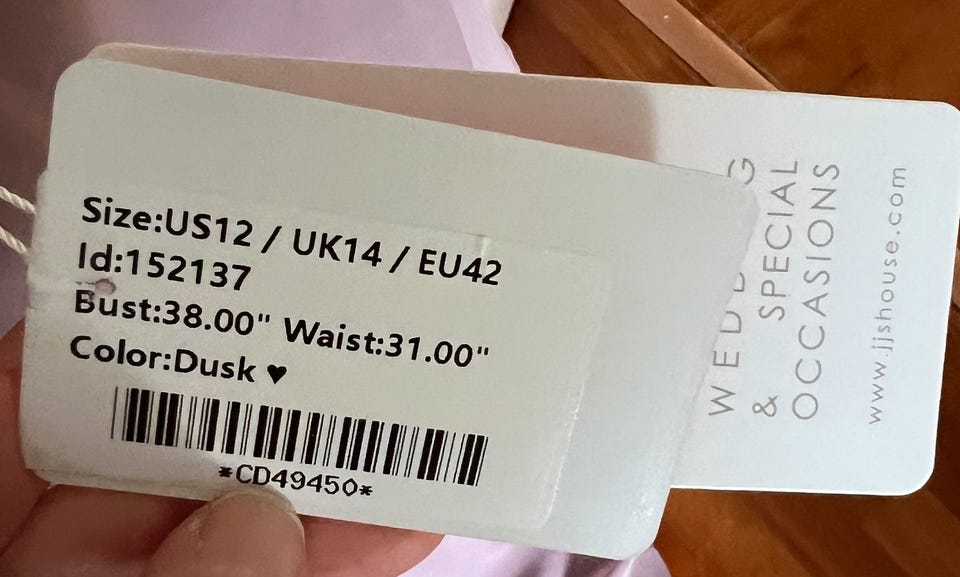 Size:US12 / UK14 / EU42
Id:152137
Bust:38.00" Waist:31.00"
Color:Dusk ♥
*CD49450*
& SPECIAL
OCCASIONS
www.jjshouse.com